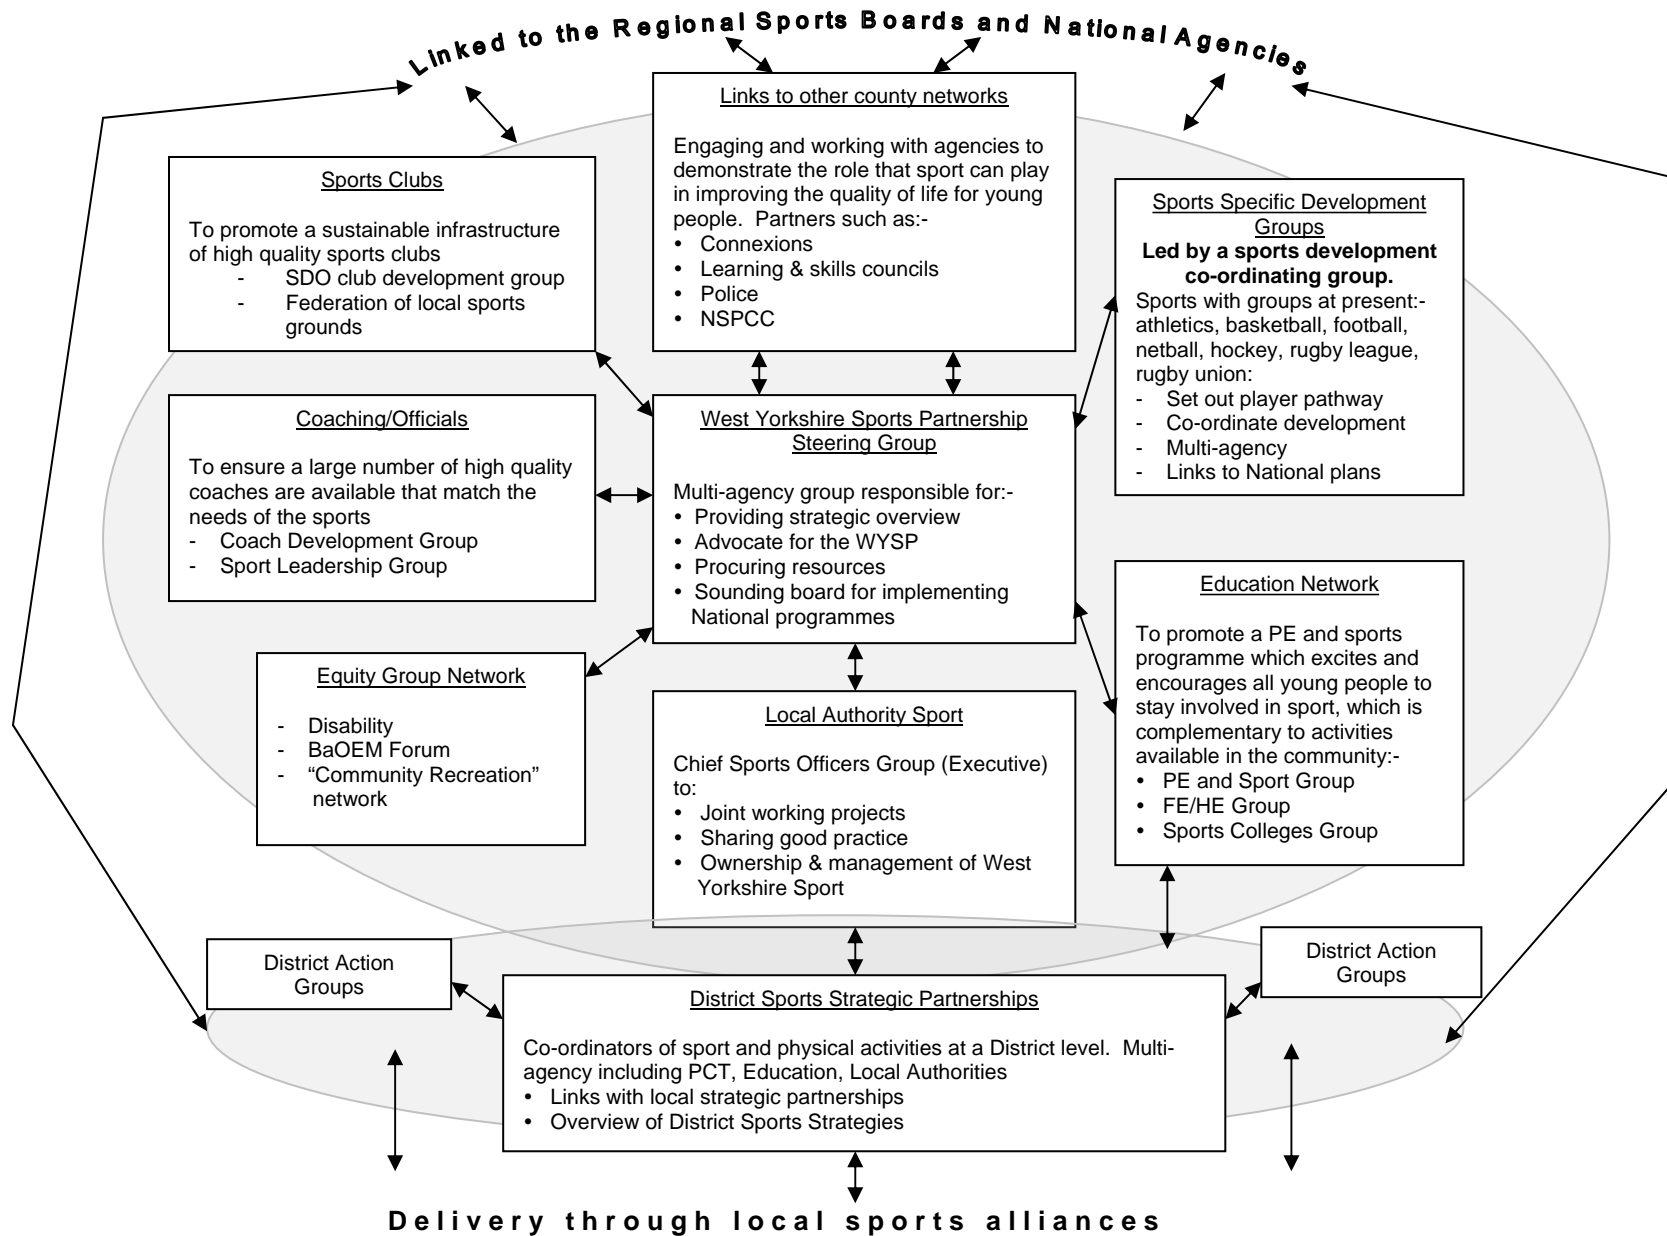 Linked to the Regional Sports Boards and National Agencies
Links to other county networks
Engaging and working with agencies to
demonstrate the role that sport can play
in improving the quality of life for young
people. Partners such as:-
• Connexions
• Learning & skills councils
• Police
• NSPCC
Sports Clubs
To promote a sustainable infrastructure
of high quality sports clubs
- SDO club development group
- Federation of local sports
grounds
Sports Specific Development
Groups
Led by a sports development
co-ordinating group.
Sports with groups at present:-
athletics, basketball, football,
netball, hockey, rugby league,
rugby union:
- Set out player pathway
- Co-ordinate development
- Multi-agency
- Links to National plans
Coaching/Officials
To ensure a large number of high quality
coaches are available that match the
needs of the sports
- Coach Development Group
- Sport Leadership Group
West Yorkshire Sports Partnership
Steering Group
Multi-agency group responsible for:-
• Providing strategic overview
• Advocate for the WYSP
• Procuring resources
• Sounding board for implementing
National programmes
Education Network
To promote a PE and sports
programme which excites and
encourages all young people to
stay involved in sport, which is
complementary to activities
available in the community:-
• PE and Sport Group
• FE/HE Group
• Sports Colleges Group
Equity Group Network
- Disability
- BaOEM Forum
- “Community Recreation”
network
Local Authority Sport
Chief Sports Officers Group (Executive)
to:
• Joint working projects
• Sharing good practice
• Ownership & management of West
Yorkshire Sport
District Action
Groups
District Action
Groups
District Sports Strategic Partnerships
Co-ordinators of sport and physical activities at a District level. Multi-
agency including PCT, Education, Local Authorities
• Links with local strategic partnerships
• Overview of District Sports Strategies
Delivery through local sports alliances